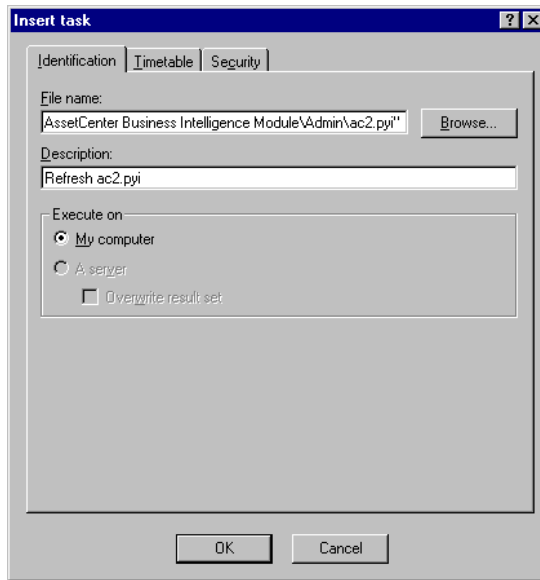 Insert task
Identification Timetable Security
File name:
AssetCenter Business Intelligence Module\Admin\ac2.pyi" Browse...
Description:
Refresh ac2.pyi
Execute on
My computer
A server
Overwrite result set
OK Cancel